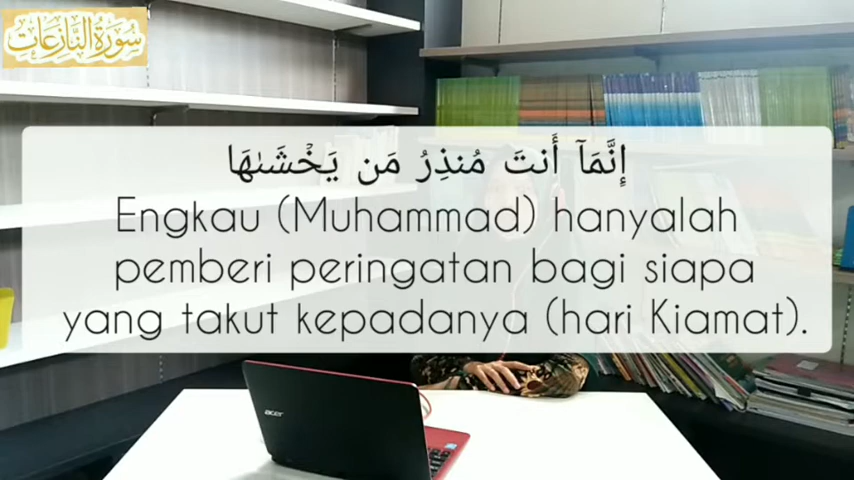 سُورَةُ النَّازِعَاتِ
إِنَّمَآ أَنتَ مُنذِرُ مَن يَخْشَىٰهَا
Engkau (Muhammad) hanyalah
pemberi peringatan bagi siapa
yang takut kepadanya (hari Kiamat).
acer